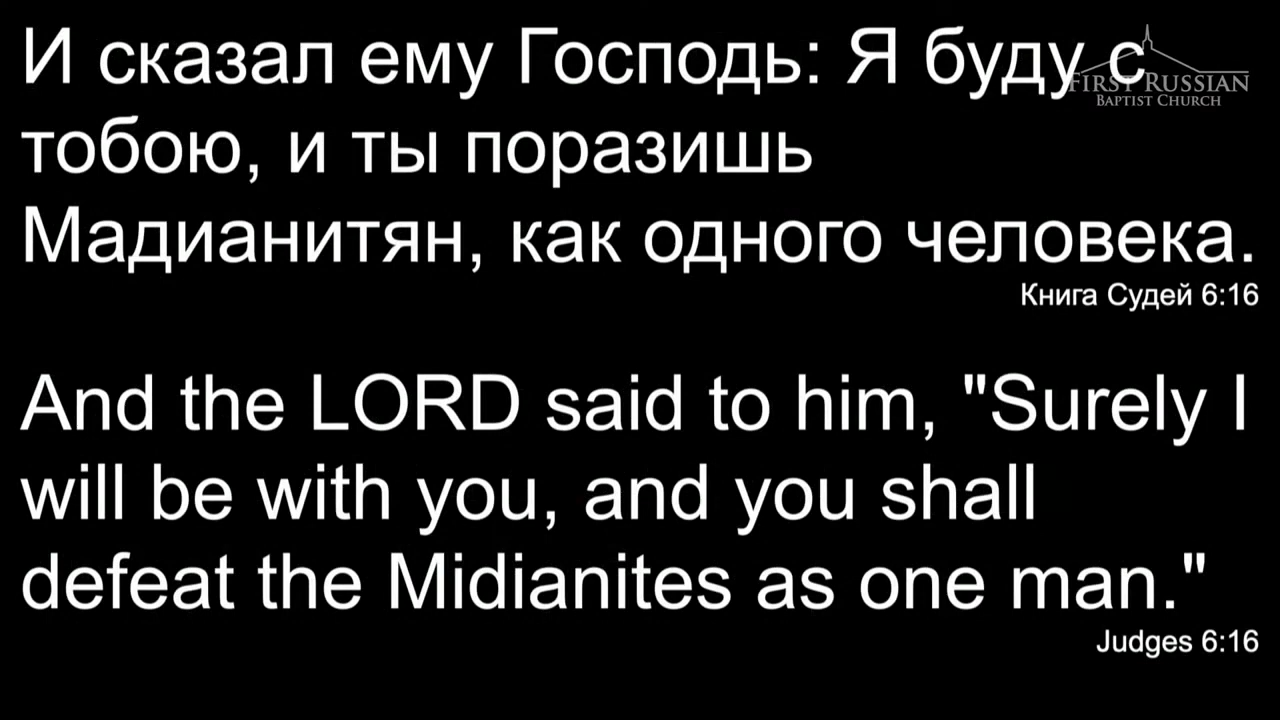 И сказал ему Господь: Я буду с
FIRST RUSSIAN
BAPTIST CHURCH
тобою, и ты поразишь
Мадианитян, как одного человека.
Книга Судей 6:16
And the LORD said to him, "Surely I
will be with you, and you shall
defeat the Midianites as one man."
Judges 6:16